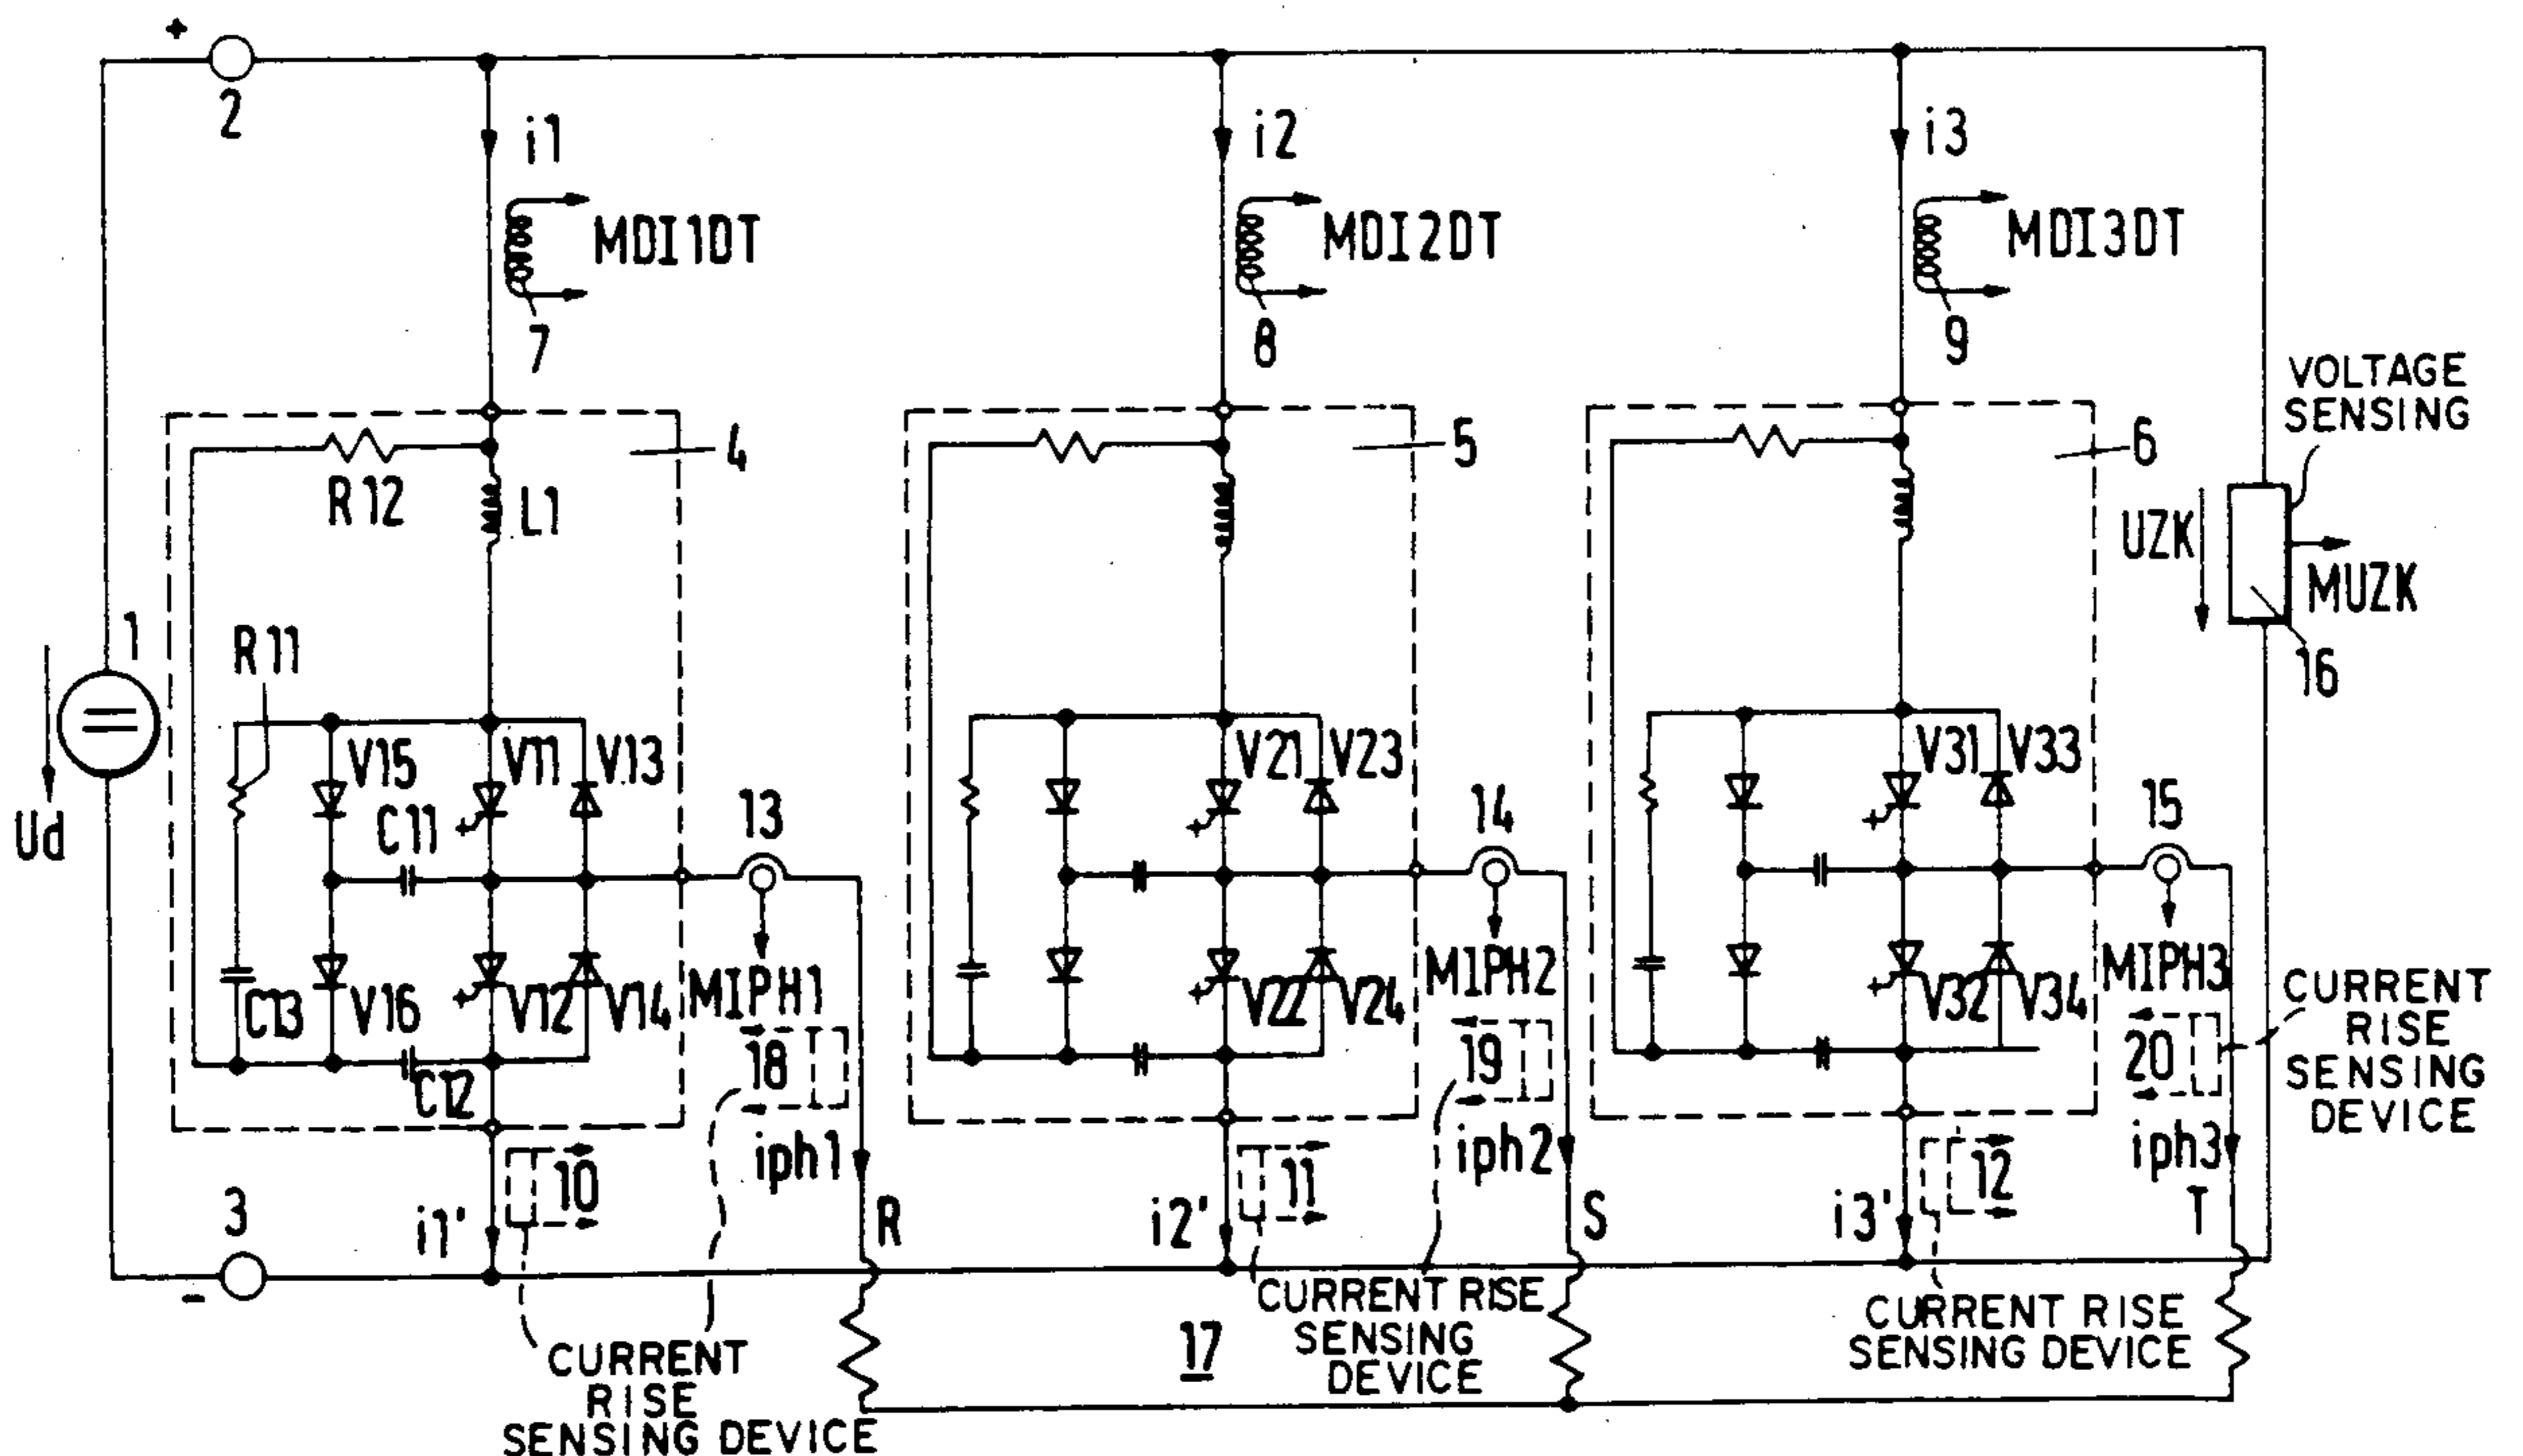 +
2
i1
i2
i3
MDI1DT
MDI2DT
MDI3DT
7
8
9
VOLTAGE
SENSING
4
5
6
R12
L1
UZK
MUZK
1
R11
16
V15
V11
V13
V21
V23
V31
V33
Ud
C11
13
14
15
C13
V16
V12
V14
MIPH1
V22
V24
MIPH2
V32
V34
MIPH3
CURRENT
RISE
SENSING
DEVICE
C12
18
19
20
iph1
iph2
iph3
10
11
12
3
i1'
R
i2'
S
i3'
T
-
CURRENT
RISE
SENSING DEVICE
17
CURRENT RISE
SENSING
DEVICE
CURRENT RISE
SENSING DEVICE